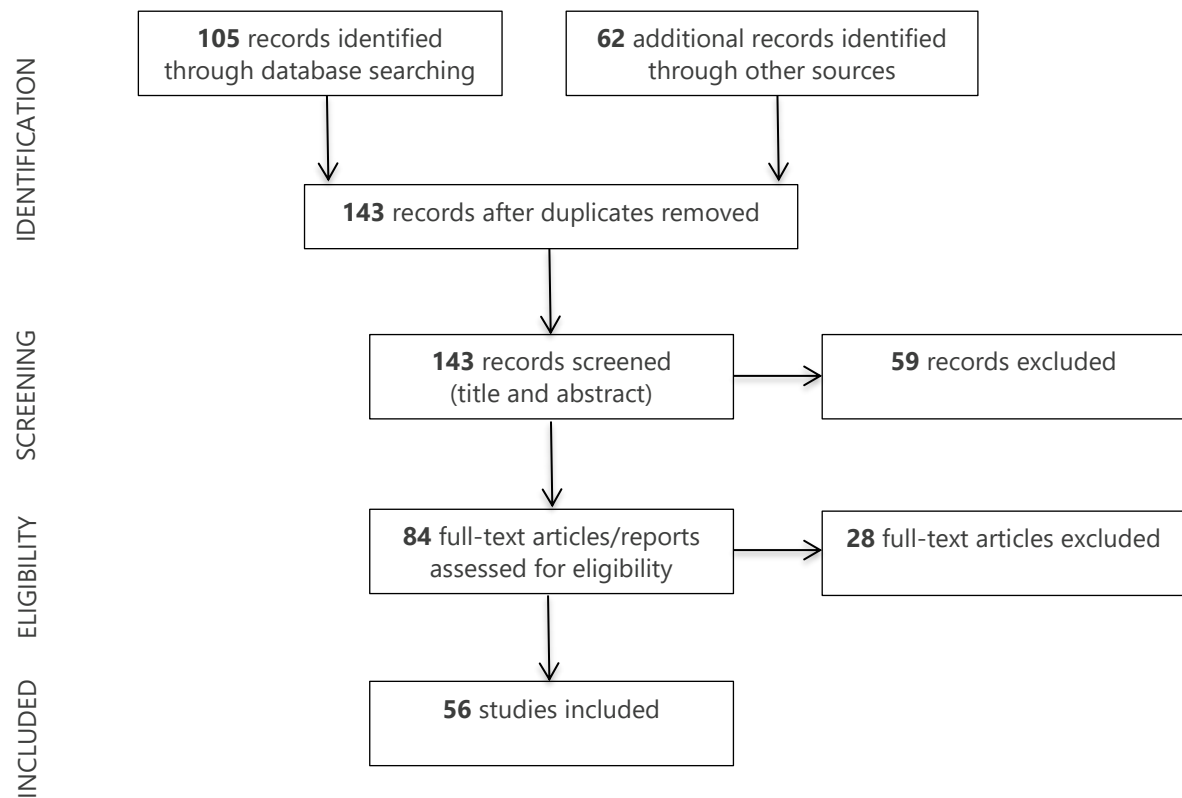 105 records identified
through database searching
62 additional records identified
through other sources
IDENTIFICATION
143 records after duplicates removed
SCREENING
143 records screened
(title and abstract)
59 records excluded
ELIGIBILITY
84 full-text articles/reports
assessed for eligibility
28 full-text articles excluded
INCLUDED
56 studies included